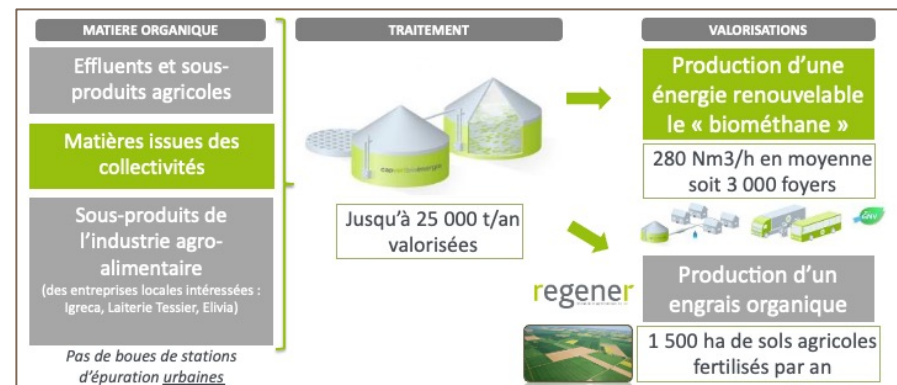 MATIERE ORGANIQUE
Effluents et sous-
produits agricoles
Matières issues des
collectivités
Sous-produits de
l'industrie agro-
alimentaire
(des entreprises locales intéressées :
Igreca, Laiterie Tessier, Elivia)
Pas de boues de stations
d'épuration urbaines
TRAITEMENT
capverbioénergie
Jusqu'à 25 000 t/an
valorisées
VALORISATIONS
Production d'une
énergie renouvelable
le « biométhane »
280 Nm3/h en moyenne
soit 3 000 foyers
GNV
regener
Production d'un
engrais organique
1 500 ha de sols agricoles
fertilisés par an